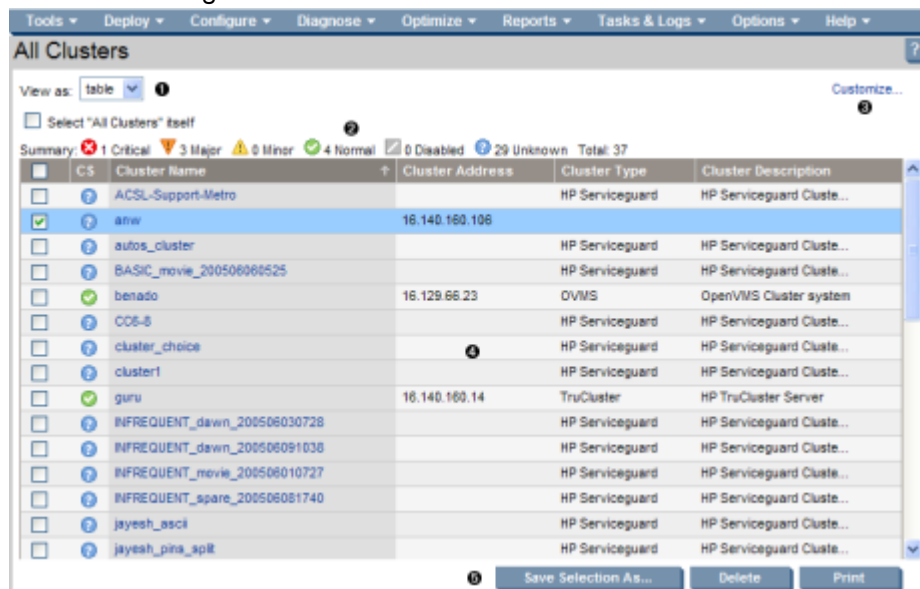 Tools Deploy Configure Diagnose Optimize Reports Tasks & Logs Options Help
All Clusters ?
View as: table ❶ Customize...
❸
Select "All Clusters" itself
❷
Summary: 1 Critical 3 Major 0 Minor 4 Normal 0 Disabled 29 Unknown Total: 37
CS Cluster Name ↑ Cluster Address Cluster Type Cluster Description
ACSL-Support-Metro HP Serviceguard HP Serviceguard Cluste...
anw 16.140.160.106
autos_cluster HP Serviceguard HP Serviceguard Cluste...
BASIC_movie_200506060525 HP Serviceguard HP Serviceguard Cluste...
benado 16.129.66.23 OVMS OpenVMS Cluster system
CC6-8 HP Serviceguard HP Serviceguard Cluste...
cluster_choice ❹ HP Serviceguard HP Serviceguard Cluste...
cluster1 HP Serviceguard HP Serviceguard Cluste...
guru 16.140.160.14 TruCluster HP TruCluster Server
INFREQUENT_dawn_200506030728 HP Serviceguard HP Serviceguard Cluste...
INFREQUENT_dawn_200506091038 HP Serviceguard HP Serviceguard Cluste...
INFREQUENT_movie_200506010727 HP Serviceguard HP Serviceguard Cluste...
INFREQUENT_spare_200506081740 HP Serviceguard HP Serviceguard Cluste...
jayesh_ascii HP Serviceguard HP Serviceguard Cluste...
jayesh_pins_split HP Serviceguard HP Serviceguard Cluste...
❺ Save Selection As... Delete Print